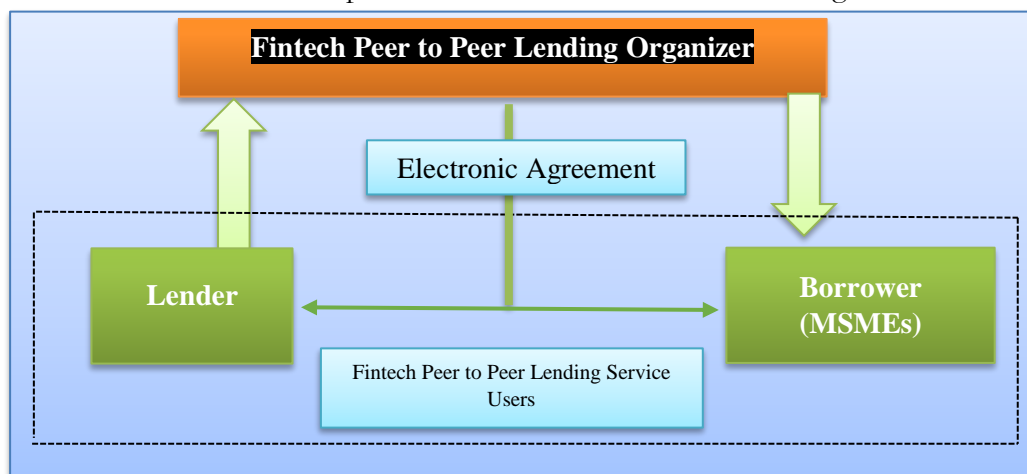 Fintech Peer to Peer Lending Organizer
Electronic Agreement
Lender
Borrower
(MSMEs)
Fintech Peer to Peer Lending Service
Users